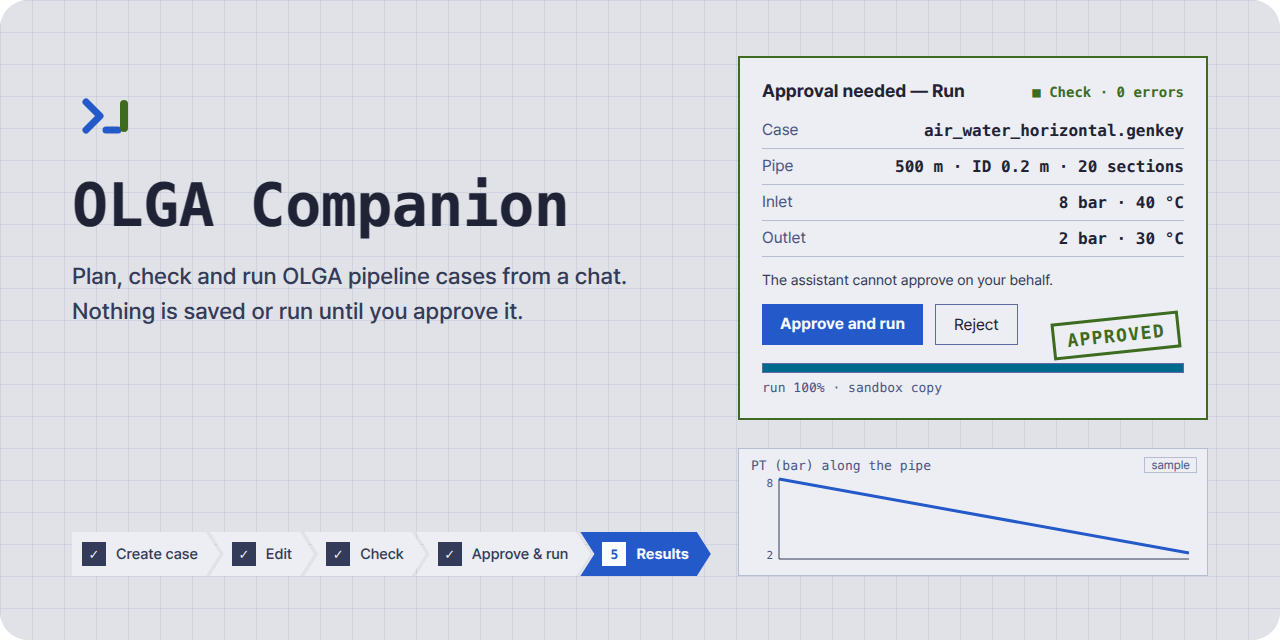 OLGA Companion
Plan, check and run OLGA pipeline cases from a chat.
Nothing is saved or run until you approve it.
✓ Create case
✓ Edit
✓ Check
✓ Approve & run
5 Results
Approval needed — Run
■ Check · 0 errors
Case air_water_horizontal.genkey
Pipe 500 m · ID 0.2 m · 20 sections
Inlet 8 bar · 40 °C
Outlet 2 bar · 30 °C
The assistant cannot approve on your behalf.
Approve and run
Reject
APPROVED
run 100% · sandbox copy
PT (bar) along the pipe
sample
8
2